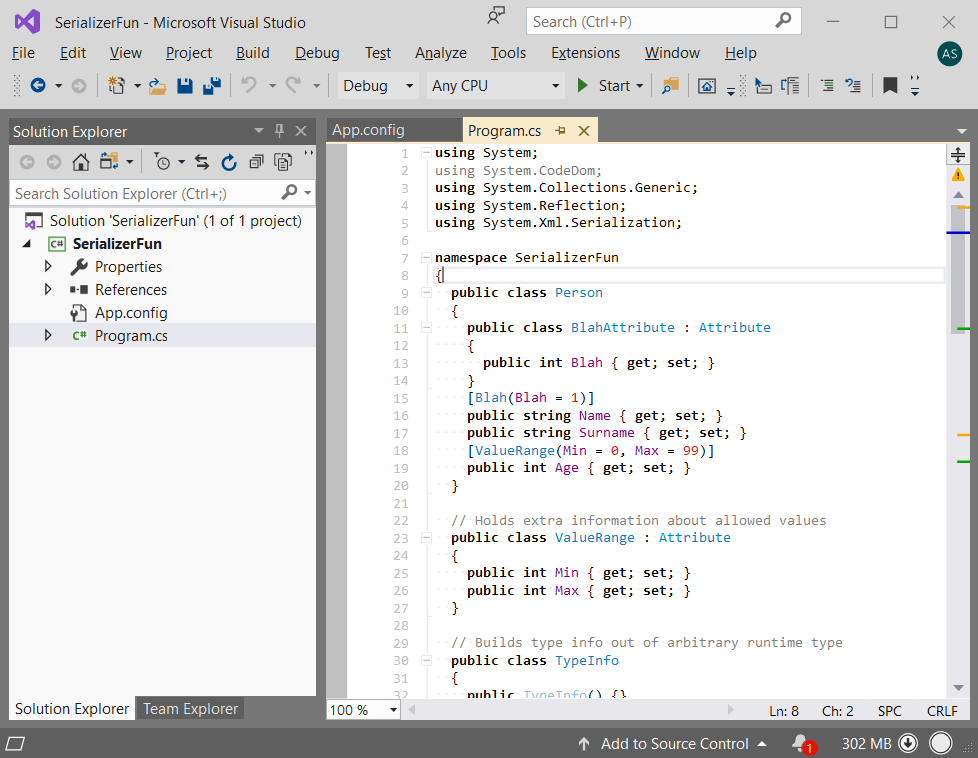 SerializerFun - Microsoft Visual Studio
Search (Ctrl+P)
File Edit View Project Build Debug Test Analyze Tools Extensions Window Help
AS
Debug Any CPU Start
Solution Explorer
Search Solution Explorer (Ctrl+;)
Solution 'SerializerFun' (1 of 1 project)
C# SerializerFun
Properties
References
App.config
C# Program.cs
Solution Explorer Team Explorer
App.config Program.cs
1 using System;
2 using System.CodeDom;
3 using System.Collections.Generic;
4 using System.Reflection;
5 using System.Xml.Serialization;
6
7 namespace SerializerFun
8 {
9 public class Person
10 {
11 public class BlahAttribute : Attribute
12 {
13 public int Blah { get; set; }
14 }
15 [Blah(Blah = 1)]
16 public string Name { get; set; }
17 public string Surname { get; set; }
18 [ValueRange(Min = 0, Max = 99)]
19 public int Age { get; set; }
20 }
21
22 // Holds extra information about allowed values
23 public class ValueRange : Attribute
24 {
25 public int Min { get; set; }
26 public int Max { get; set; }
27 }
28
29 // Builds type info out of arbitrary runtime type
30 public class TypeInfo
31 {
32 public TypeInfo() {}
100 % Ln: 8 Ch: 2 SPC CRLF
Add to Source Control 1 302 MB